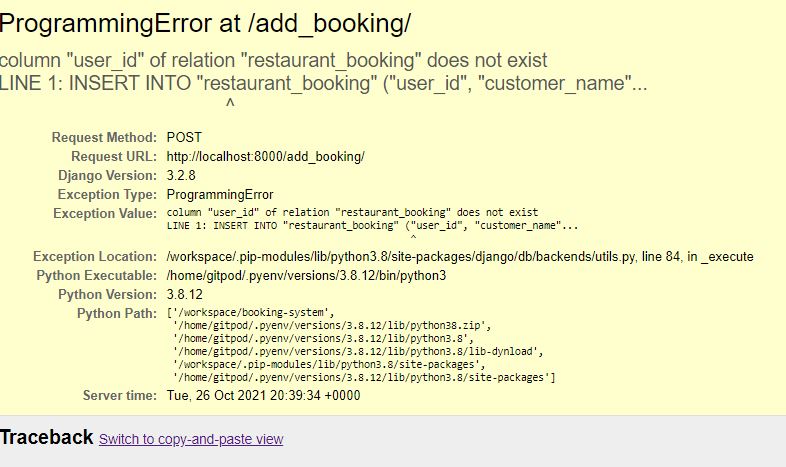 ProgrammingError at /add_booking/
column "user_id" of relation "restaurant_booking" does not exist
LINE 1: INSERT INTO "restaurant_booking" ("user_id", "customer_name"...
^
Request Method: POST
Request URL: http://localhost:8000/add_booking/
Django Version: 3.2.8
Exception Type: ProgrammingError
Exception Value: column "user_id" of relation "restaurant_booking" does not exist
LINE 1: INSERT INTO "restaurant_booking" ("user_id", "customer_name"...
^
Exception Location: /workspace/.pip-modules/lib/python3.8/site-packages/django/db/backends/utils.py, line 84, in _execute
Python Executable: /home/gitpod/.pyenv/versions/3.8.12/bin/python3
Python Version: 3.8.12
Python Path: ['/workspace/booking-system',
'/home/gitpod/.pyenv/versions/3.8.12/lib/python38.zip',
'/home/gitpod/.pyenv/versions/3.8.12/lib/python3.8',
'/home/gitpod/.pyenv/versions/3.8.12/lib/python3.8/lib-dynload',
'/workspace/.pip-modules/lib/python3.8/site-packages',
'/home/gitpod/.pyenv/versions/3.8.12/lib/python3.8/site-packages']
Server time: Tue, 26 Oct 2021 20:39:34 +0000
Traceback Switch to copy-and-paste view